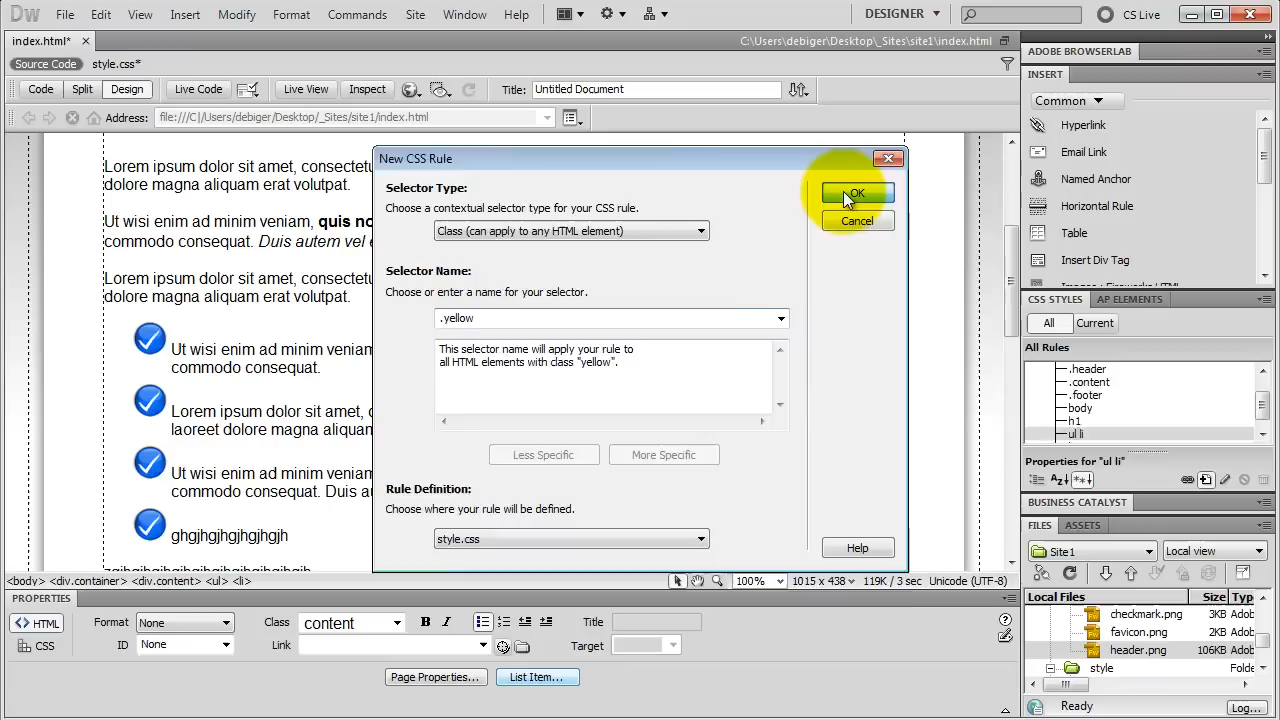 Dw File Edit View Insert Modify Format Commands Site Window Help DESIGNER CS Live
index.html* C:\Users\debiger\Desktop\_Sites\site1\index.html
Source Code style.css*
Code Split Design Live Code Live View Inspect Title: Untitled Document
Address: file:///C|/Users/debiger/Desktop/_Sites/site1/index.html
Lorem ipsum dolor sit amet, consectetu
dolore magna aliquam erat volutpat.
Ut wisi enim ad minim veniam, quis no
commodo consequat. Duis autem vel e
Lorem ipsum dolor sit amet, consectetu
dolore magna aliquam erat volutpat.
Ut wisi enim ad minim veniam
commodo consequat.
Lorem ipsum dolor sit amet, c
laoreet dolore magna aliquam
Ut wisi enim ad minim veniam
commodo consequat. Duis au
ghgjhgjhgjhgjhgjh
New CSS Rule
Selector Type:
Choose a contextual selector type for your CSS rule.
Class (can apply to any HTML element)
Selector Name:
Choose or enter a name for your selector.
.yellow
This selector name will apply your rule to
all HTML elements with class "yellow".
Less Specific More Specific
Rule Definition:
Choose where your rule will be defined.
style.css
OK
Cancel
Help
ADOBE BROWSERLAB
INSERT
Common
Hyperlink
Email Link
Named Anchor
Horizontal Rule
Table
Insert Div Tag
CSS STYLES AP ELEMENTS
All Current
All Rules
.header
.content
.footer
body
h1
ul li
Properties for "ul li"
BUSINESS CATALYST
FILES ASSETS
Site1 Local view
Local Files Size Typ
checkmark.png 3KB Adob
favicon.png 2KB Adob
header.png 106KB Adob
style Folde
Ready Log...
<body> <div.container> <div.content> <ul> <li> 100% 1015 x 438 119K / 3 sec Unicode (UTF-8)
PROPERTIES
HTML Format None Class content B I Title
CSS ID None Link Target
Page Properties... List Item...